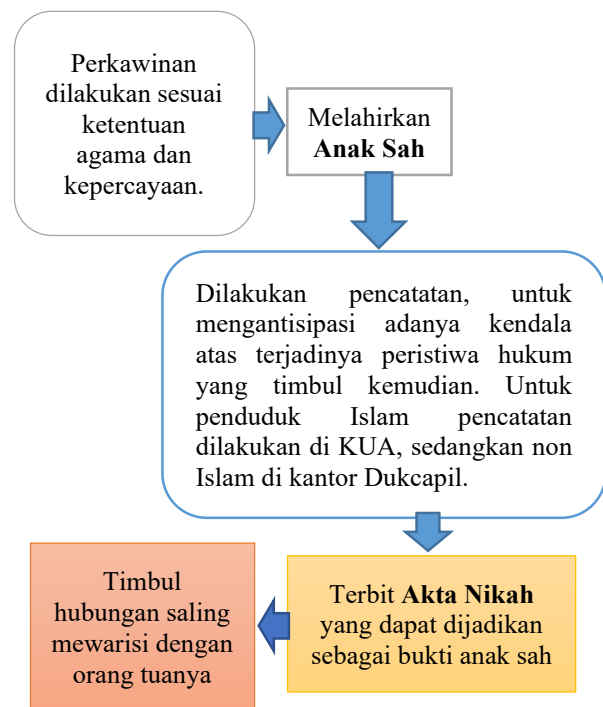 Perkawinan
dilakukan sesuai
ketentuan
agama dan
kepercayaan.
Melahirkan
Anak Sah
Dilakukan pencatatan, untuk
mengantisipasi adanya kendala
atas terjadinya peristiwa hukum
yang timbul kemudian. Untuk
penduduk Islam pencatatan
dilakukan di KUA, sedangkan non
Islam di kantor Dukcapil.
Terbit Akta Nikah
yang dapat dijadikan
sebagai bukti anak sah
Timbul
hubungan saling
mewarisi dengan
orang tuanya